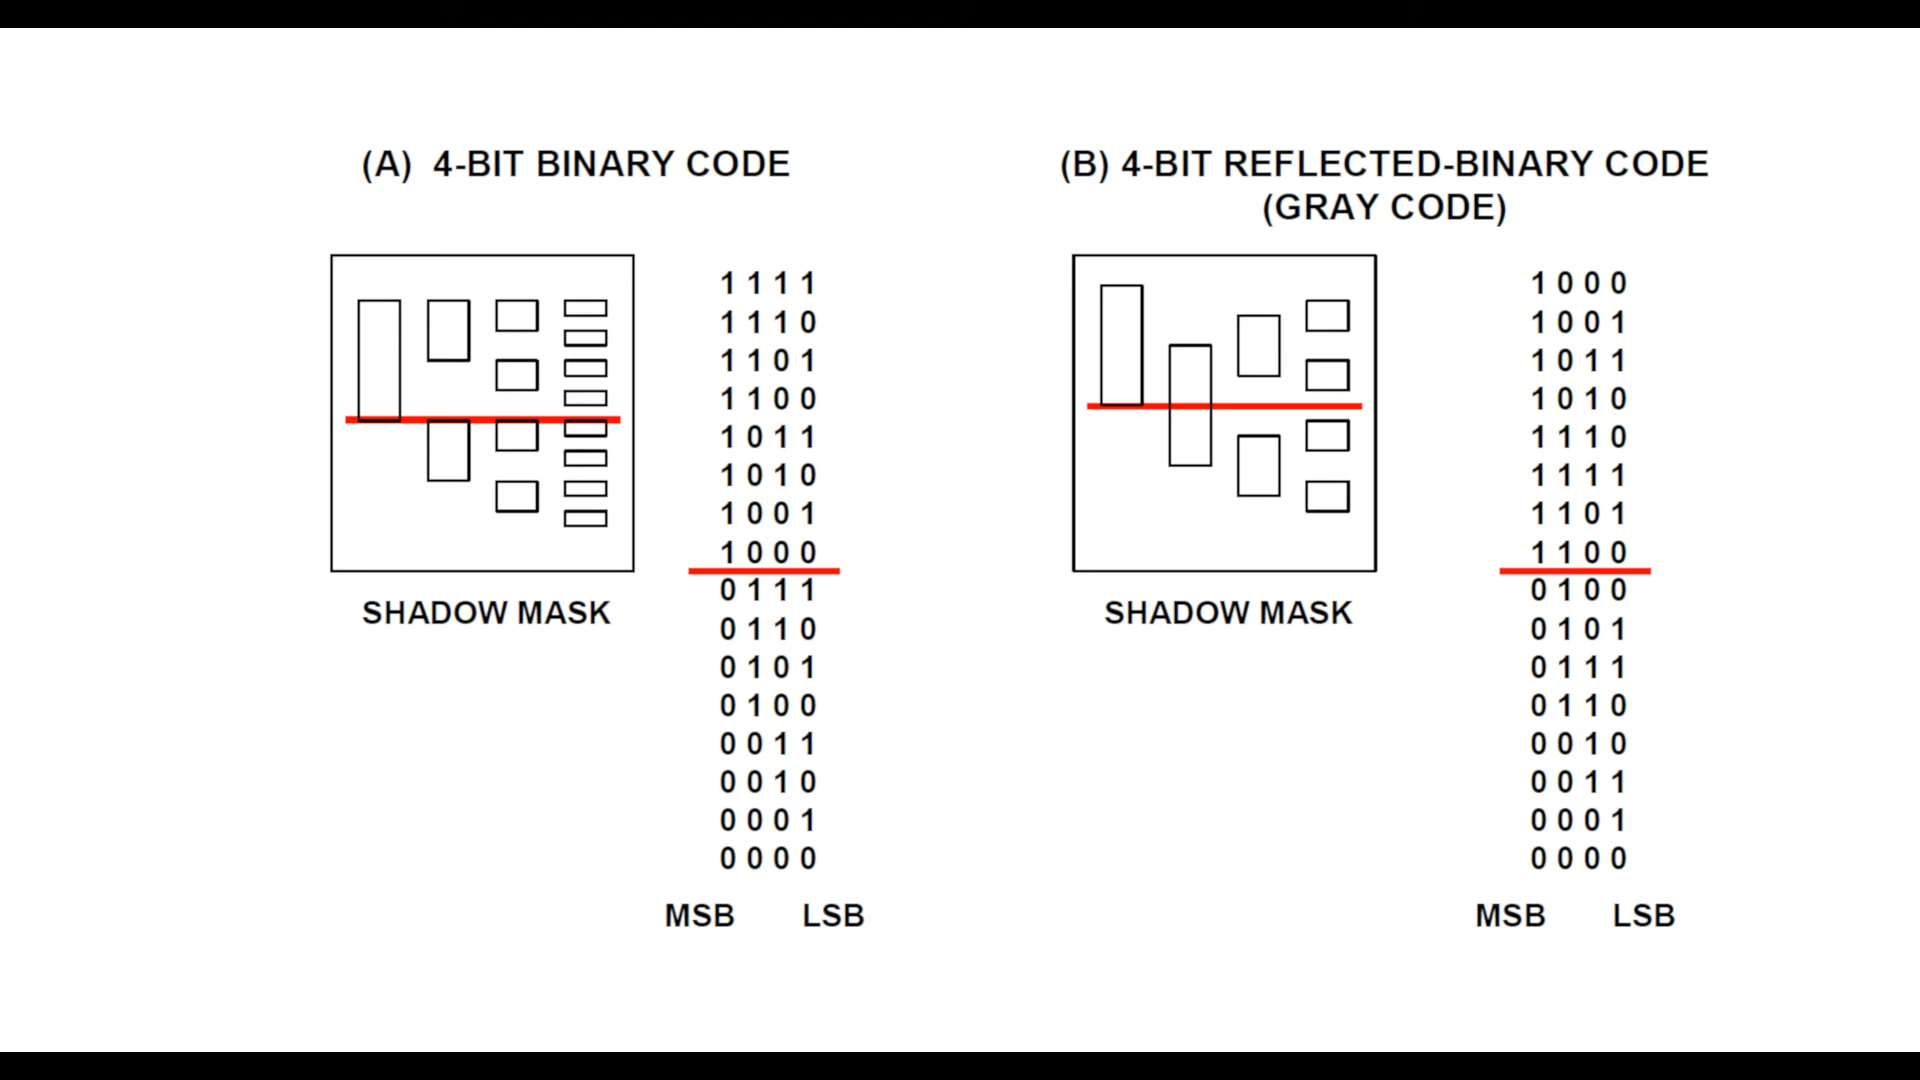 (A) 4-BIT BINARY CODE
1 1 1 1
1 1 1 0
1 1 0 1
1 1 0 0
1 0 1 1
1 0 1 0
1 0 0 1
1 0 0 0
0 1 1 1
0 1 1 0
0 1 0 1
0 1 0 0
0 0 1 1
0 0 1 0
0 0 0 1
0 0 0 0
SHADOW MASK
MSB LSB
(B) 4-BIT REFLECTED-BINARY CODE
(GRAY CODE)
1 0 0 0
1 0 0 1
1 0 1 1
1 0 1 0
1 1 1 0
1 1 1 1
1 1 0 1
1 1 0 0
0 1 0 0
0 1 0 1
0 1 1 1
0 1 1 0
0 0 1 0
0 0 1 1
0 0 0 1
0 0 0 0
SHADOW MASK
MSB LSB